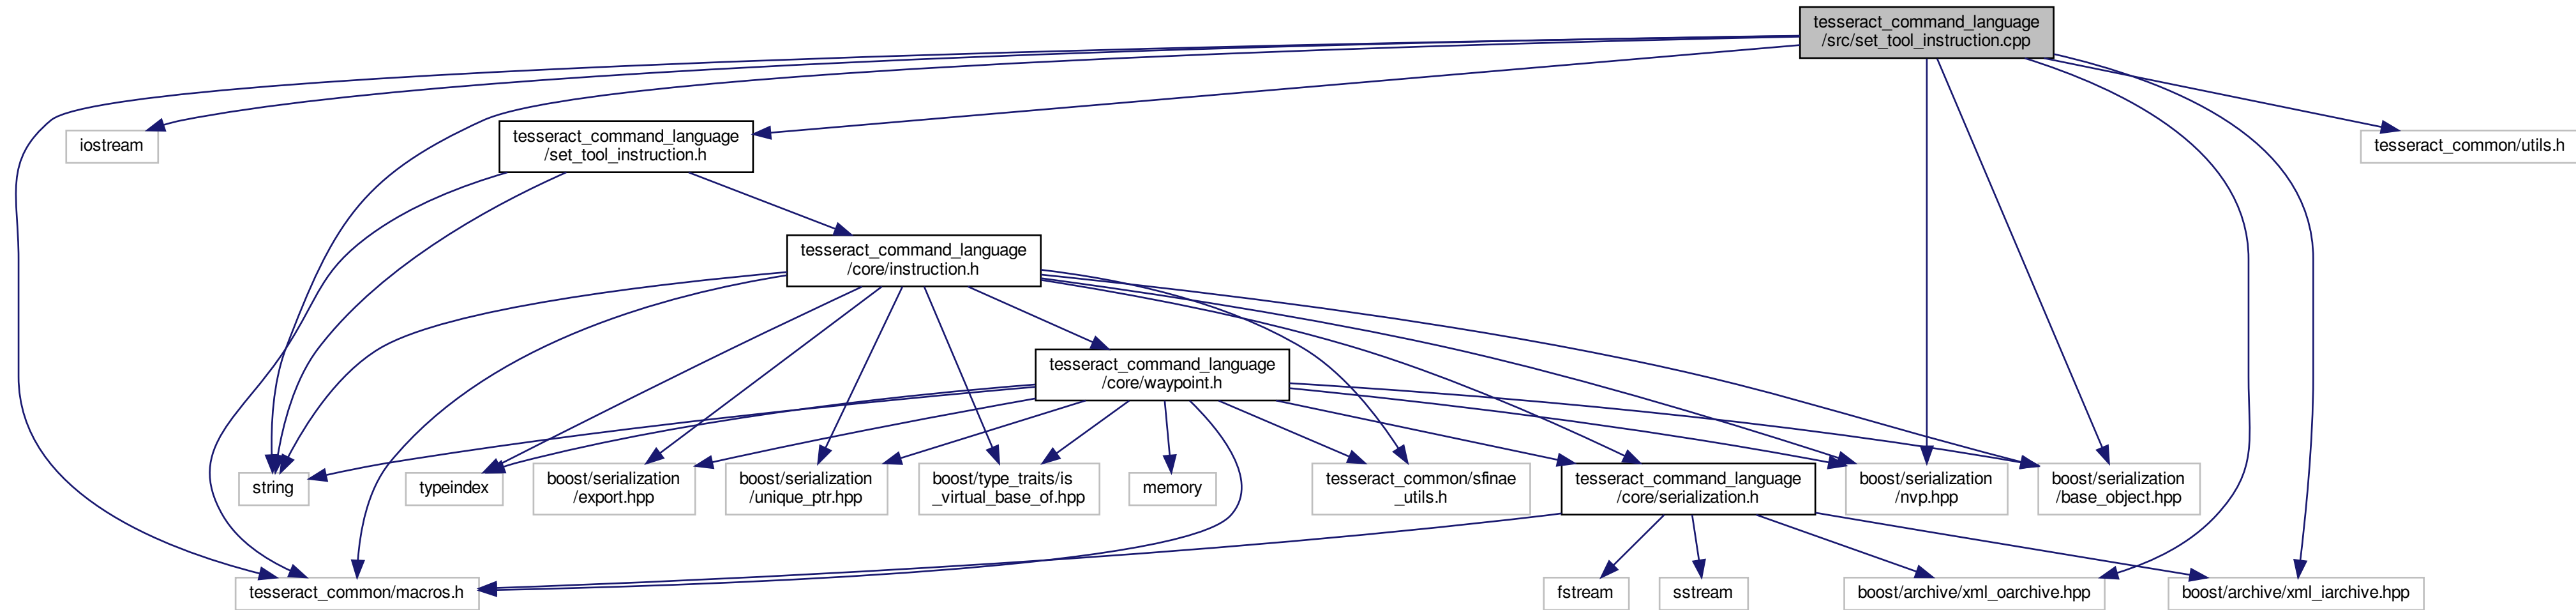 tesseract_command_language
/src/set_tool_instruction.cpp
iostream
tesseract_command_language
/set_tool_instruction.h
tesseract_common/utils.h
tesseract_command_language
/core/instruction.h
tesseract_command_language
/core/waypoint.h
string
typeindex
boost/serialization
/export.hpp
boost/serialization
/unique_ptr.hpp
boost/type_traits/is
_virtual_base_of.hpp
memory
tesseract_common/sfinae
_utils.h
tesseract_command_language
/core/serialization.h
boost/serialization
/nvp.hpp
boost/serialization
/base_object.hpp
tesseract_common/macros.h
fstream
sstream
boost/archive/xml_oarchive.hpp
boost/archive/xml_iarchive.hpp